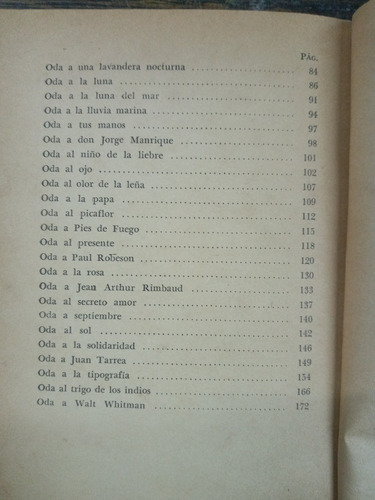 PÁG.
Oda a una lavandera nocturna 84
Oda a la luna 86
Oda a la luna del mar 91
Oda a la lluvia marina 94
Oda a tus manos 97
Oda a don Jorge Manrique 98
Oda al niño de la liebre 101
Oda al ojo 102
Oda al olor de la leña 107
Oda a la papa 109
Oda al picaflor 112
Oda a Pies de Fuego 115
Oda al presente 118
Oda a Paul Robeson 120
Oda a la rosa 130
Oda a Jean Arthur Rimbaud 133
Oda al secreto amor 137
Oda a septiembre 140
Oda al sol 142
Oda a la solidaridad 146
Oda a Juan Tarrea 149
Oda a la tipografía 154
Oda al trigo de los indios 166
Oda a Walt Whitman 172